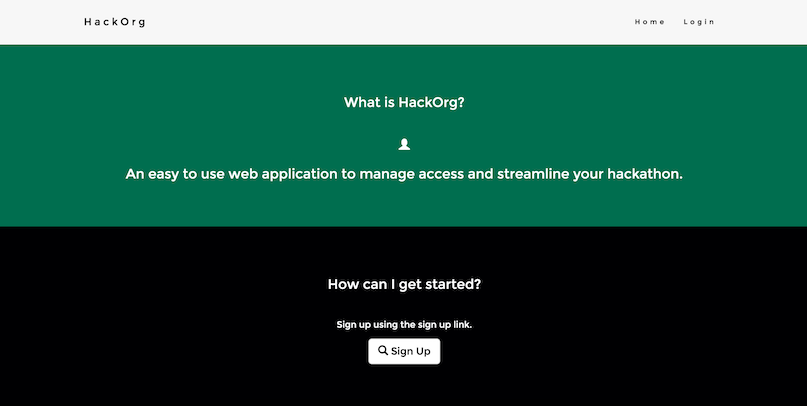 HackOrg
Home Login
What is HackOrg?
An easy to use web application to manage access and streamline your hackathon.
How can I get started?
Sign up using the sign up link.
Sign Up